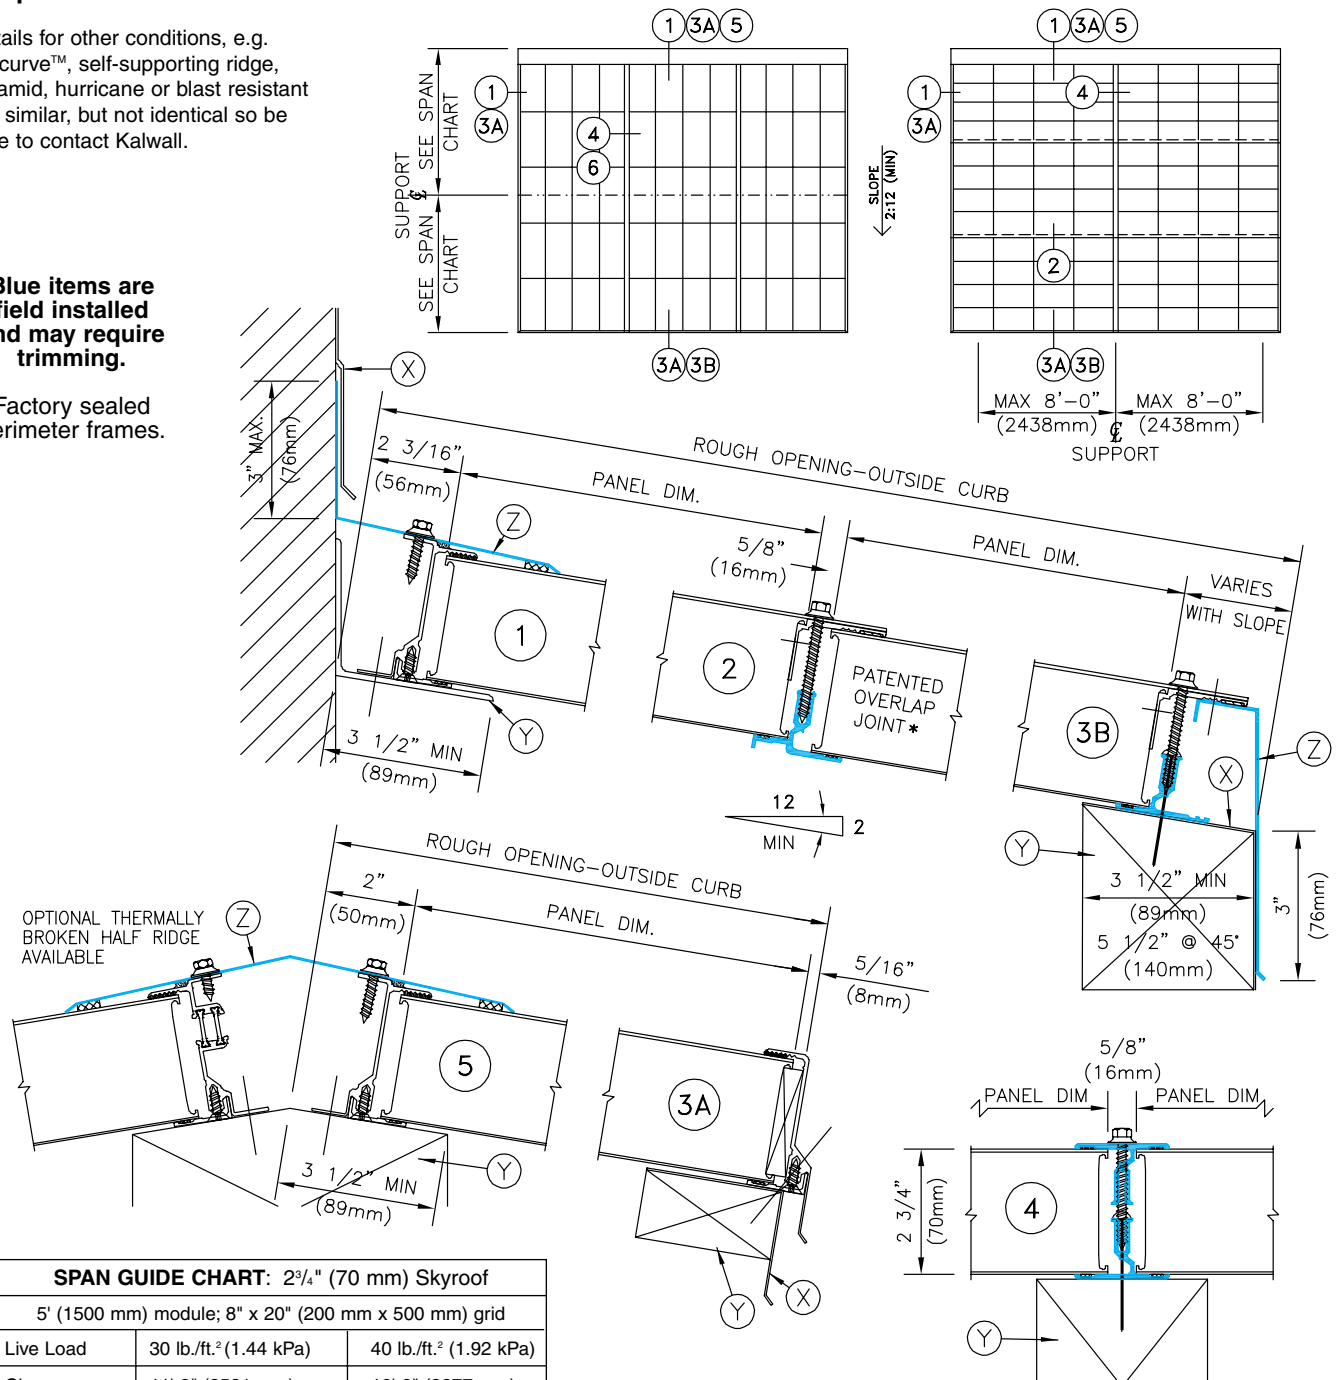 tails for other conditions, e.g.
curve™, self-supporting ridge,
amid, hurricane or blast resistant
similar, but not identical so be
e to contact Kalwall.
Blue items are
field installed
nd may require
trimming.
Factory sealed
erimeter frames.
1 3A 5
1
3A
4
6
3A 3B
SUPPORT
℄
SEE SPAN
CHART
SEE SPAN
CHART
SLOPE
2:12 (MIN)
1 3A 5
1
3A
4
2
3A 3B
MAX 8'-0" MAX 8'-0"
(2438mm) (2438mm)
℄
SUPPORT
X
3" MAX.
(76mm)
2 3/16"
(56mm)
ROUGH OPENING-OUTSIDE CURB
PANEL DIM.
Z
5/8"
(16mm)
PANEL DIM.
VARIES
WITH SLOPE
1
2
PATENTED
OVERLAP
JOINT*
3B
Z
X
Y
3 1/2" MIN
(89mm)
Y
12
2
MIN
3 1/2" MIN
(89mm)
5 1/2" @ 45°
(140mm)
3"
(76mm)
ROUGH OPENING-OUTSIDE CURB
2"
(50mm)
PANEL DIM.
5/16"
(8mm)
OPTIONAL THERMALLY
BROKEN HALF RIDGE
AVAILABLE
Z
5
3A
Y
3 1/2" MIN
(89mm)
Y
X
5/8"
(16mm)
PANEL DIM PANEL DIM
2 3/4"
(70mm)
4
Y
SPAN GUIDE CHART: 2³/₄" (70 mm) Skyroof
5' (1500 mm) module; 8" x 20" (200 mm x 500 mm) grid
Live Load 30 lb./ft.² (1.44 kPa) 40 lb./ft.² (1.92 kPa)